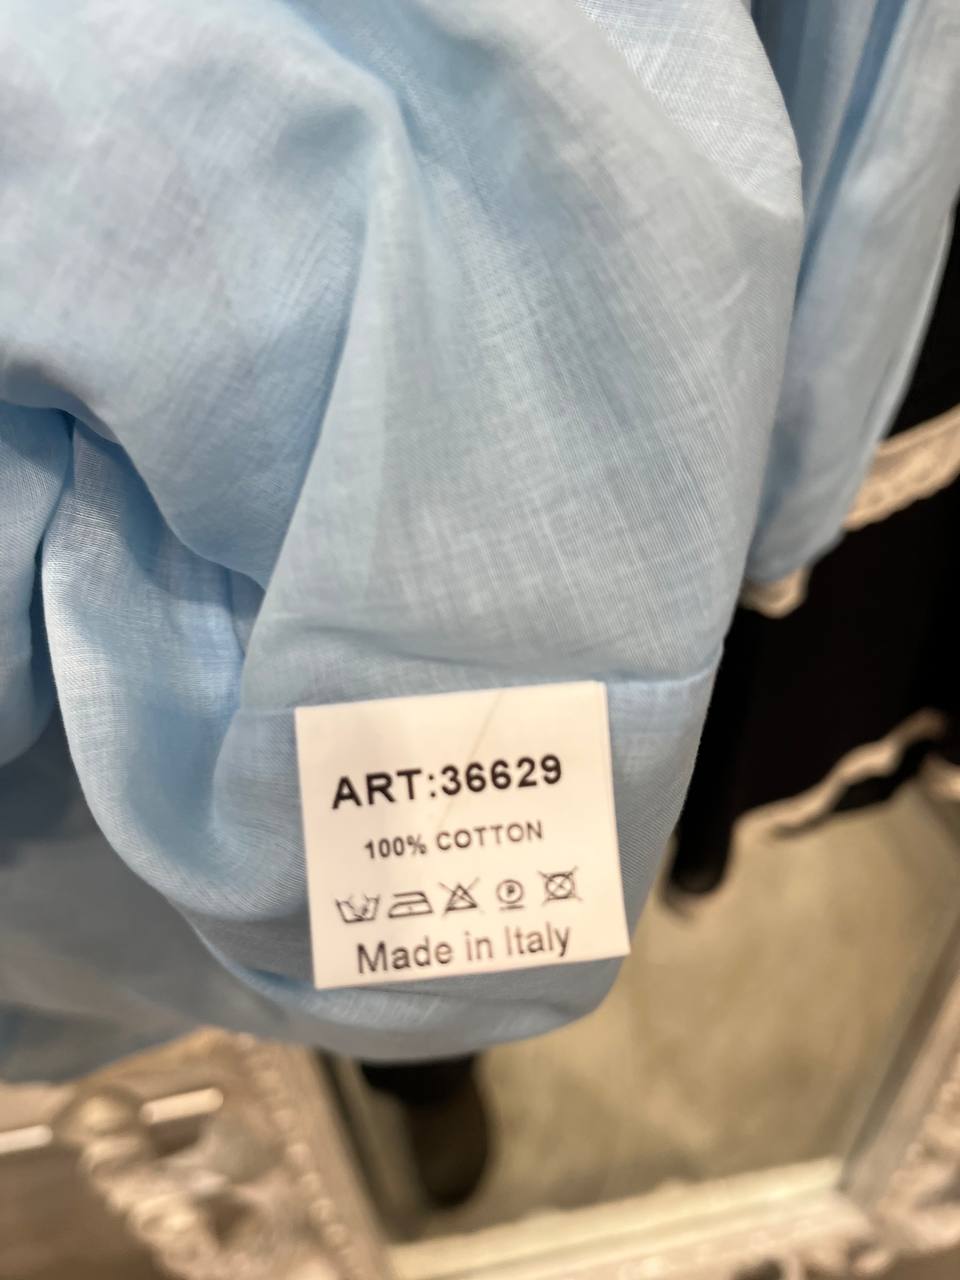 ART:36629
100% COTTON
Made in Italy